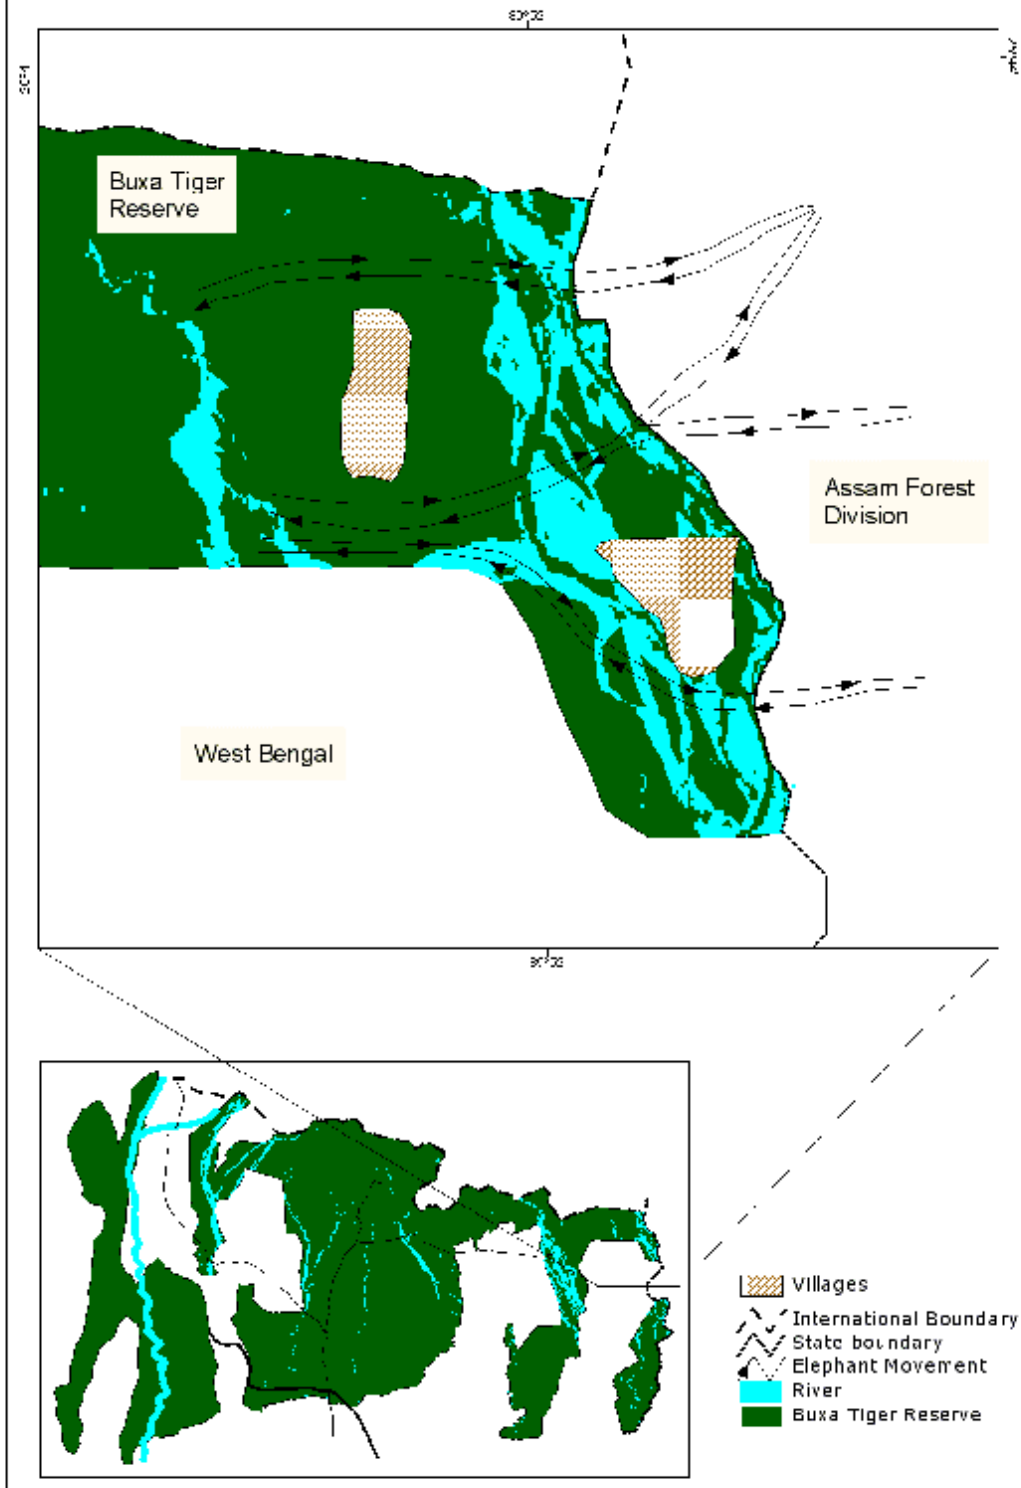 Buxa Tiger
Reserve
Assam Forest
Division
West Bengal
Villages
International Boundary
State boundary
Elephant Movement
River
Buxa Tiger Reserve